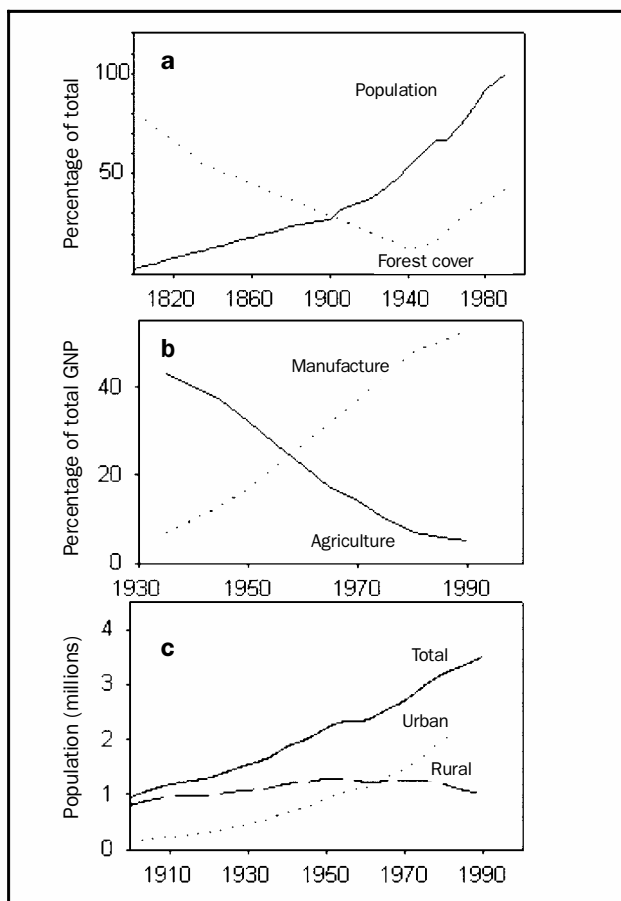 a
Percentage of total
100
50
Population
Forest cover
1820 1860 1900 1940 1980
b
Percentage of total GNP
40
20
0
Manufacture
Agriculture
1930 1950 1970 1990
c
Population (millions)
4
3
2
1
0
Total
Urban
Rural
1910 1930 1950 1970 1990